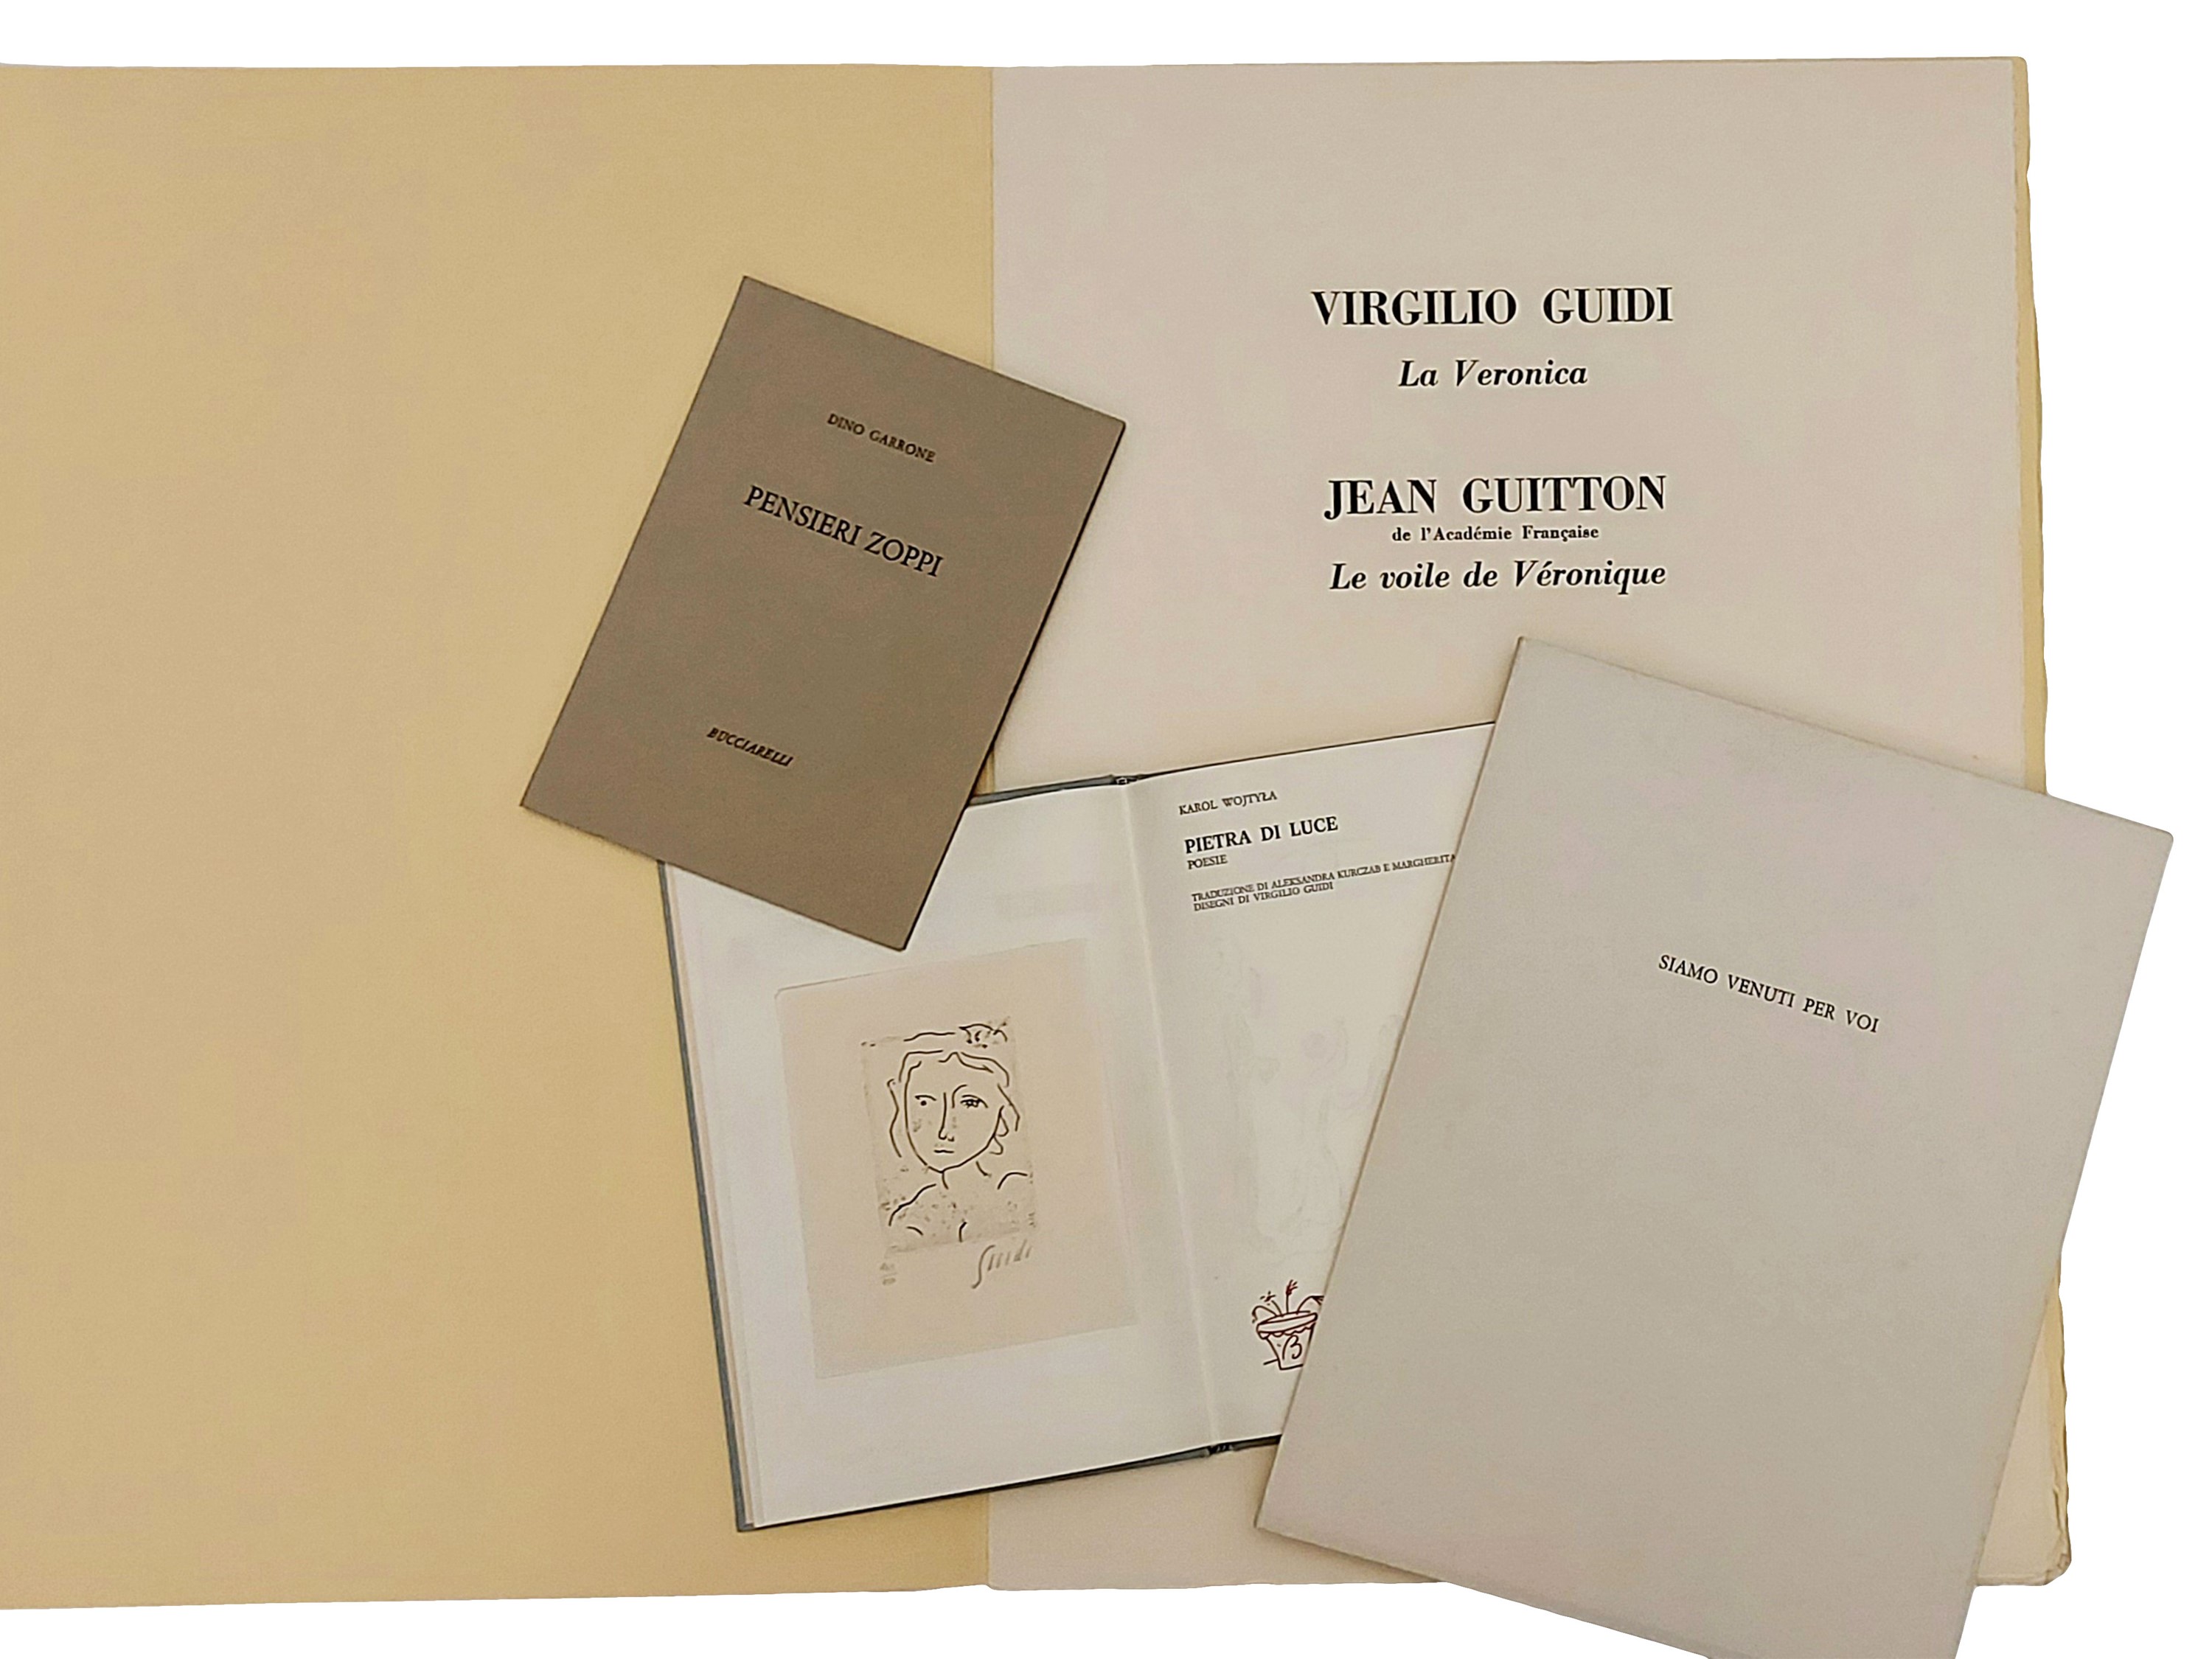 VIRGILIO GUIDI
La Veronica
JEAN GUITTON
de l'Académie Française
Le voile de Véronique
DINO GARRONE
PENSIERI ZOPPI
BUCCIARELLI
KAROL WOJTYŁA
PIETRA DI LUCE
POESIE
TRADUZIONE DI ALEKSANDRA KURCZAB E MARGHERITA
DISEGNI DI VIRGILIO GUIDI
Guidi
B
SIAMO VENUTI PER VOI